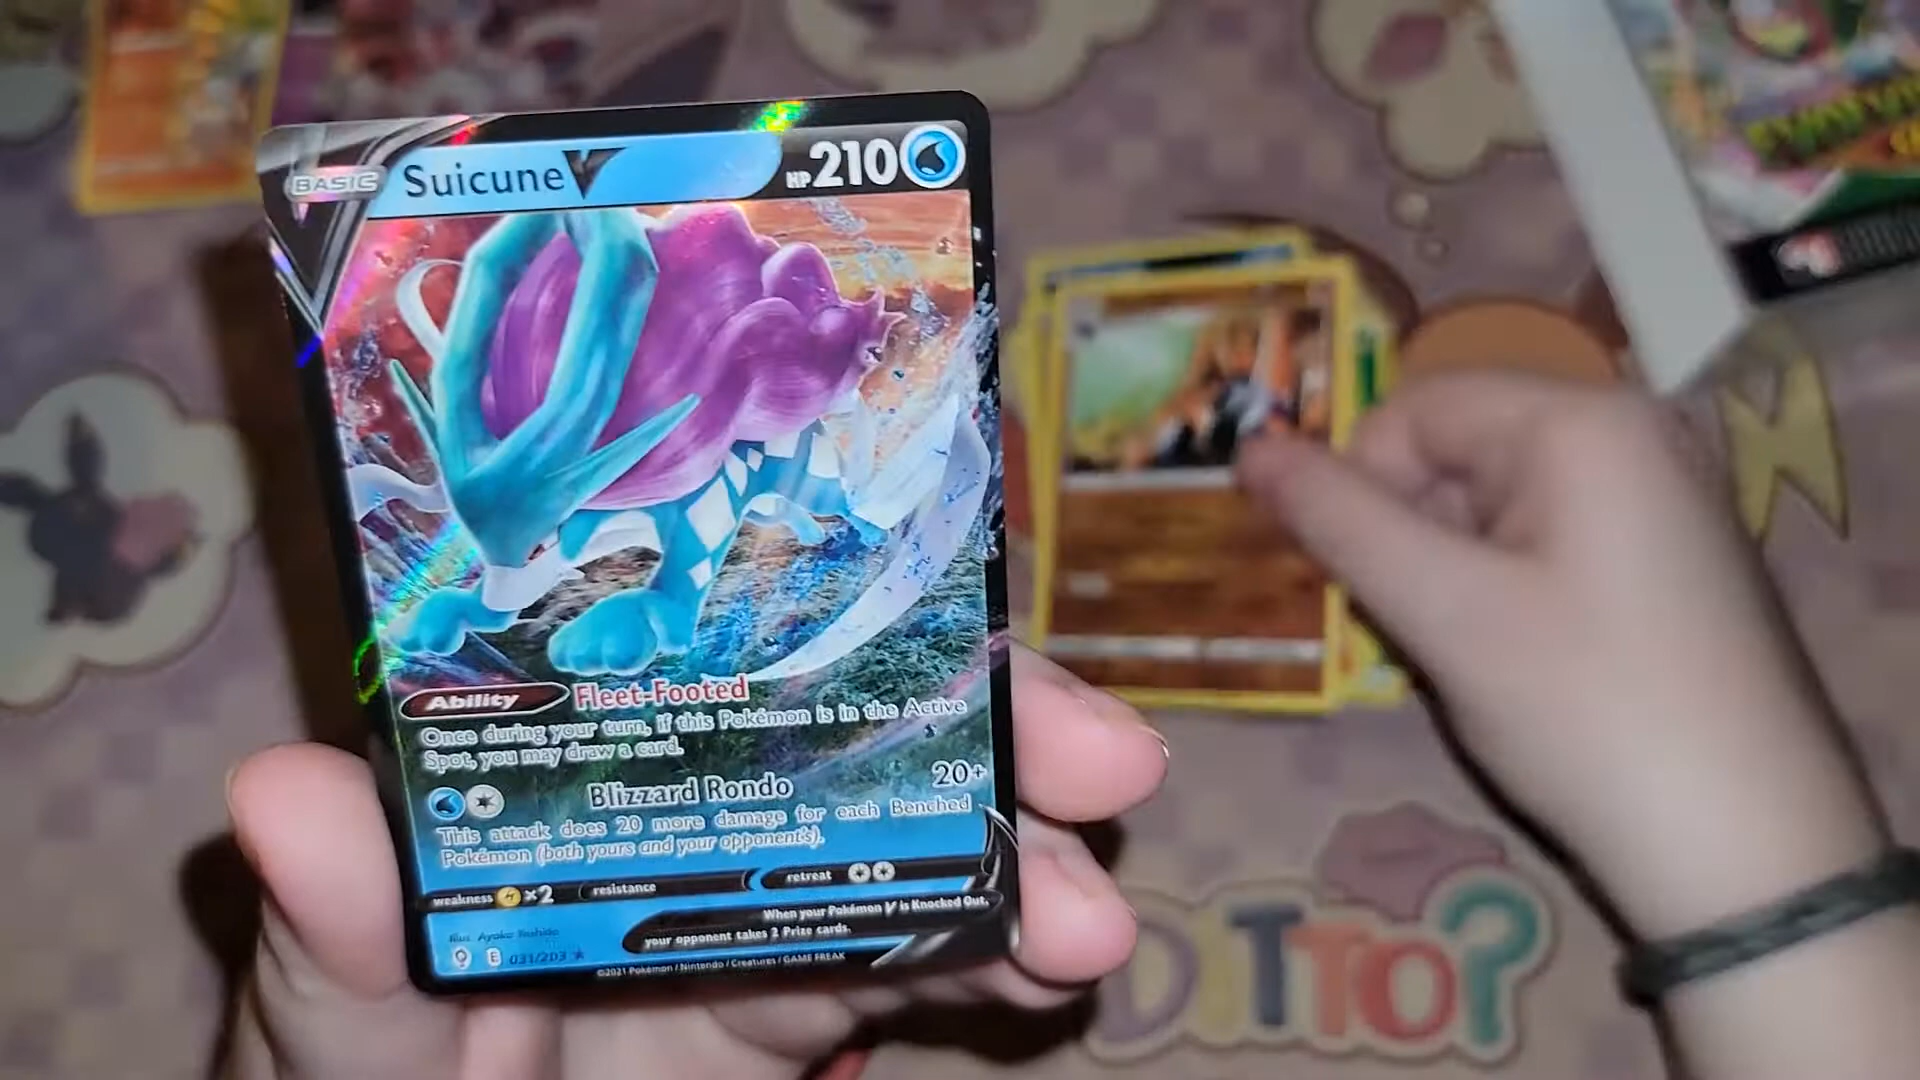 BASIC
Suicune V
HP 210
Ability Fleet-Footed
Once during your turn, if this Pokémon is in the Active
Spot, you may draw a card.
Blizzard Rondo 20+
This attack does 20 more damage for each Benched
Pokémon (both yours and your opponent's).
weakness ×2 resistance retreat
When your Pokémon V is Knocked Out,
your opponent takes 2 Prize cards.
Illus. Ayaka Yoshida
E 031/203
©2021 Pokémon / Nintendo / Creatures / GAME FREAK
DITTO?